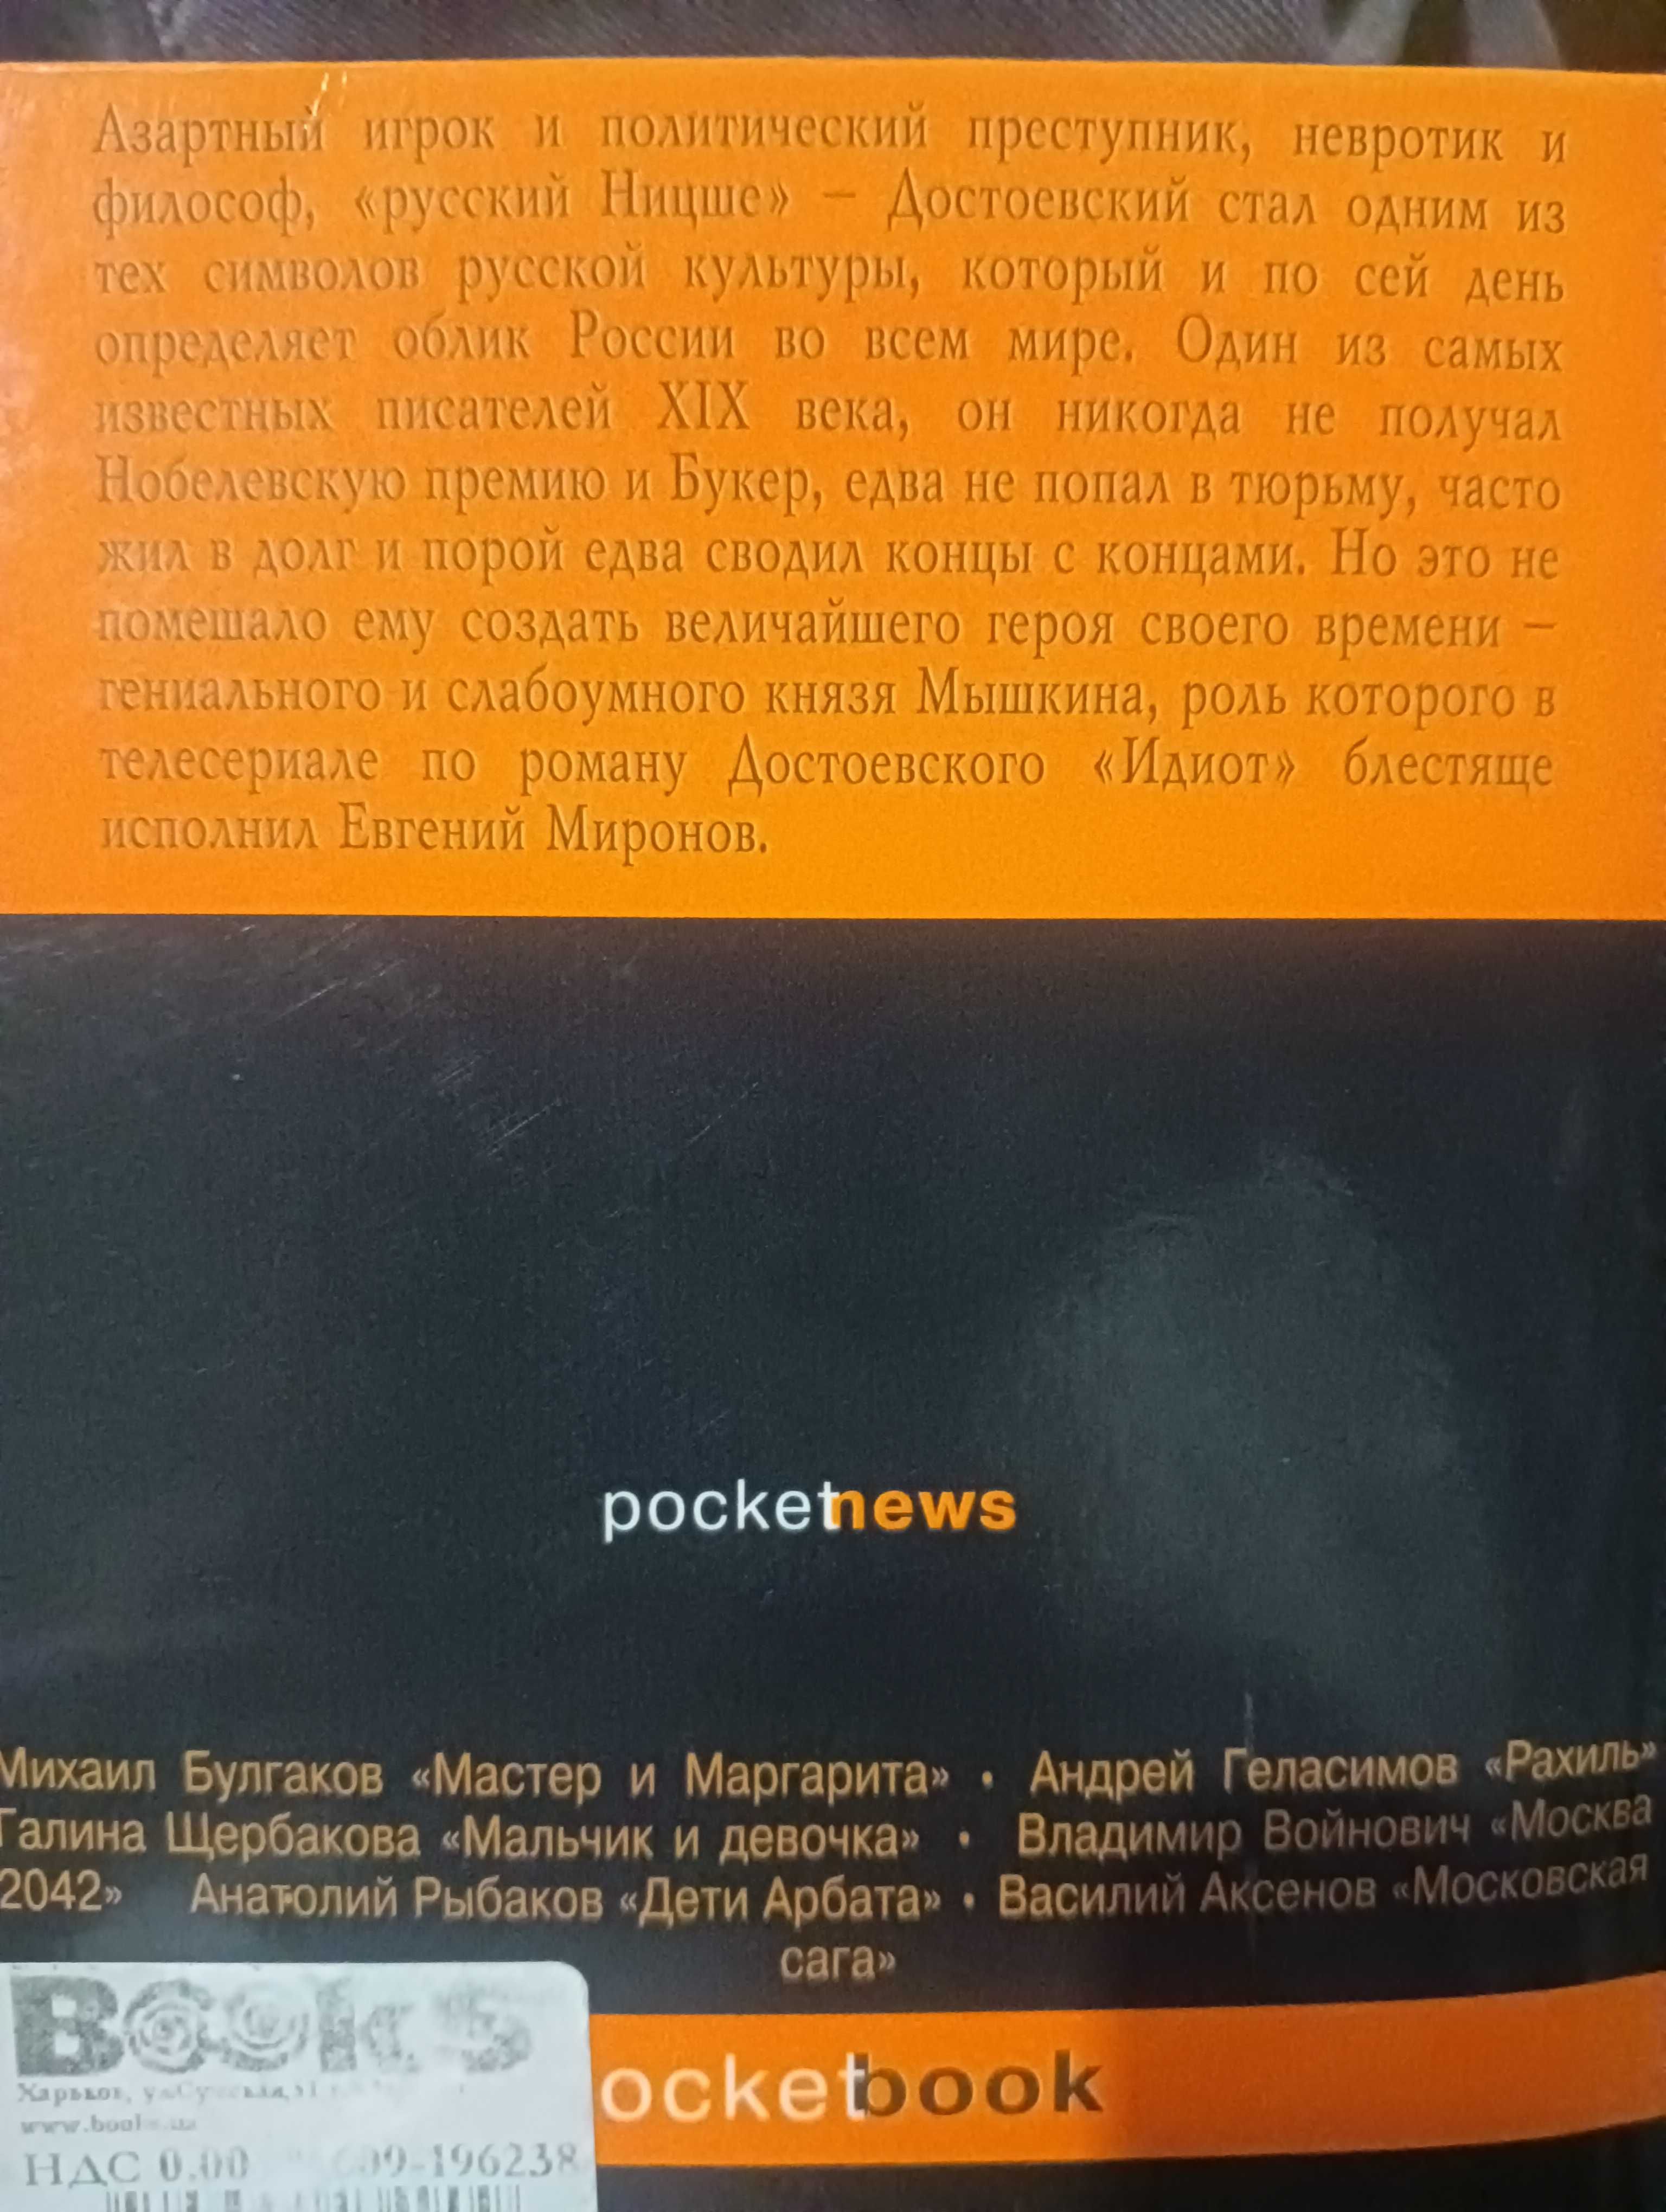 Азартный игрок и политический преступник, невротик и
философ, «русский Ницше» – Достоевский стал одним из
тех символов русской культуры, который и по сей день
определяет облик России во всем мире. Один из самых
известных писателей XIX века, он никогда не получал
Нобелевскую премию и Букер, едва не попал в тюрьму, часто
жил в долг и порой едва сводил концы с концами. Но это не
помешало ему создать величайшего героя своего времени –
гениального и слабоумного князя Мышкина, роль которого в
телесериале по роману Достоевского «Идиот» блестяще
исполнил Евгений Миронов.
pocketnews
Михаил Булгаков «Мастер и Маргарита» • Андрей Геласимов «Рахиль»
Галина Щербакова «Мальчик и девочка» • Владимир Войнович «Москва
2042» Анатолий Рыбаков «Дети Арбата» • Василий Аксенов «Московская
сага»
Books
ocketbook
Харьков,
НДС 0.00 -196238